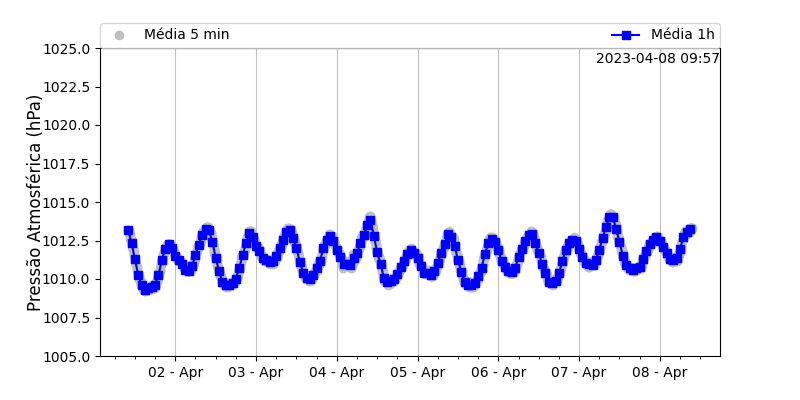 Média 5 min
Média 1h
2023-04-08 09:57
Pressão Atmosférica (hPa)
1025.0
1022.5
1020.0
1017.5
1015.0
1012.5
1010.0
1007.5
1005.0
02 - Apr
03 - Apr
04 - Apr
05 - Apr
06 - Apr
07 - Apr
08 - Apr